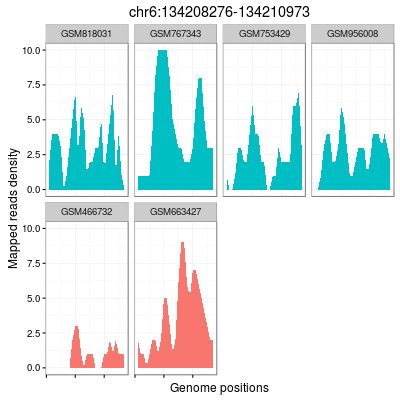 chr6:134208276-134210973
GSM818031 GSM767343 GSM753429 GSM956008
10.0
7.5
5.0
2.5
0.0
GSM466732 GSM663427
10.0
7.5
5.0
2.5
0.0
Mapped reads density
Genome positions